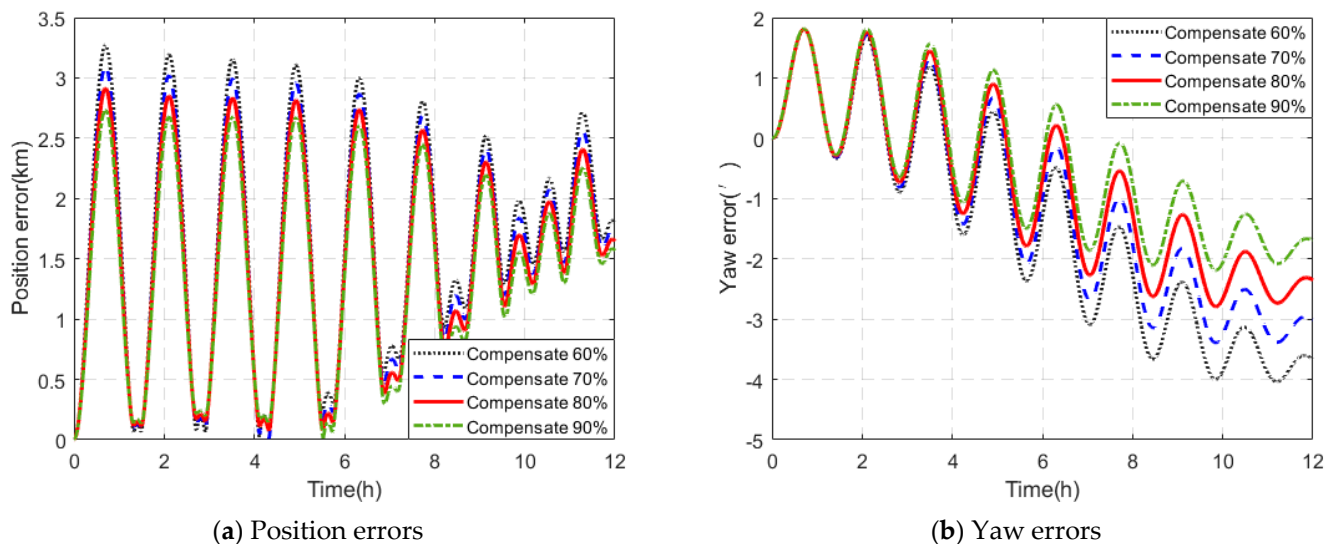 3.5
3
2.5
2
1.5
1
0.5
0
Position error(km)
0 2 4 6 8 10 12
Time(h)
Compensate 60%
Compensate 70%
Compensate 80%
Compensate 90%
(a) Position errors
2
1
0
-1
-2
-3
-4
-5
Yaw error(′)
0 2 4 6 8 10 12
Time(h)
Compensate 60%
Compensate 70%
Compensate 80%
Compensate 90%
(b) Yaw errors